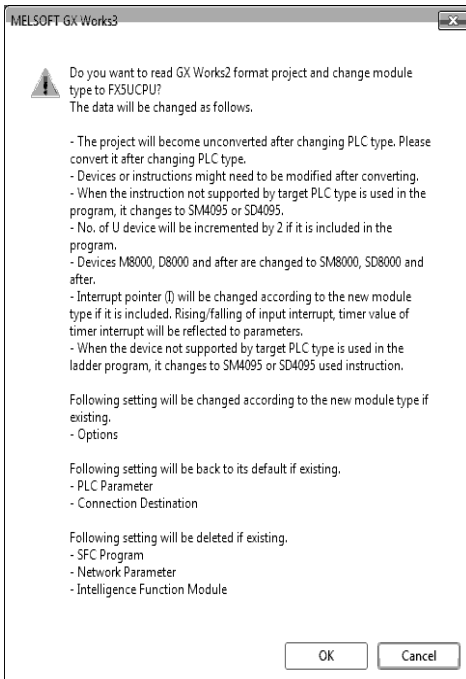 MELSOFT GX Works3
Do you want to read GX Works2 format project and change module
type to FX5UCPU?
The data will be changed as follows.
- The project will become unconverted after changing PLC type. Please
convert it after changing PLC type.
- Devices or instructions might need to be modified after converting.
- When the instruction not supported by target PLC type is used in the
program, it changes to SM4095 or SD4095.
- No. of U device will be incremented by 2 if it is included in the
program.
- Devices M8000, D8000 and after are changed to SM8000, SD8000 and
after.
- Interrupt pointer (I) will be changed according to the new module
type if it is included. Rising/falling of input interrupt, timer value of
timer interrupt will be reflected to parameters.
- When the device not supported by target PLC type is used in the
ladder program, it changes to SM4095 or SD4095 used instruction.
Following setting will be changed according to the new module type if
existing.
- Options
Following setting will be back to its default if existing.
- PLC Parameter
- Connection Destination
Following setting will be deleted if existing.
- SFC Program
- Network Parameter
- Intelligence Function Module
OK Cancel